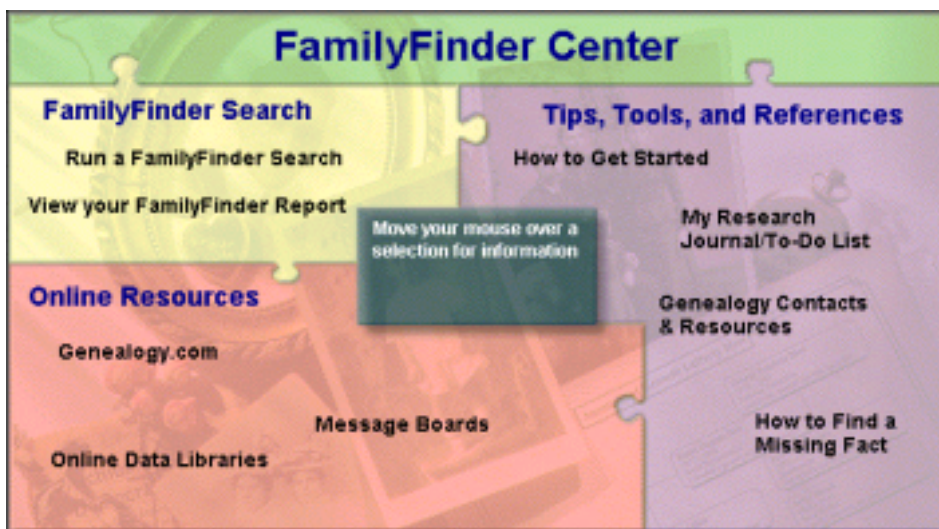 FamilyFinder Center
FamilyFinder Search
Run a FamilyFinder Search
View your FamilyFinder Report
Tips, Tools, and References
How to Get Started
My Research
Journal/To-Do List
Genealogy Contacts
& Resources
How to Find a
Missing Fact
Move your mouse over a
selection for information
Online Resources
Genealogy.com
Message Boards
Online Data Libraries